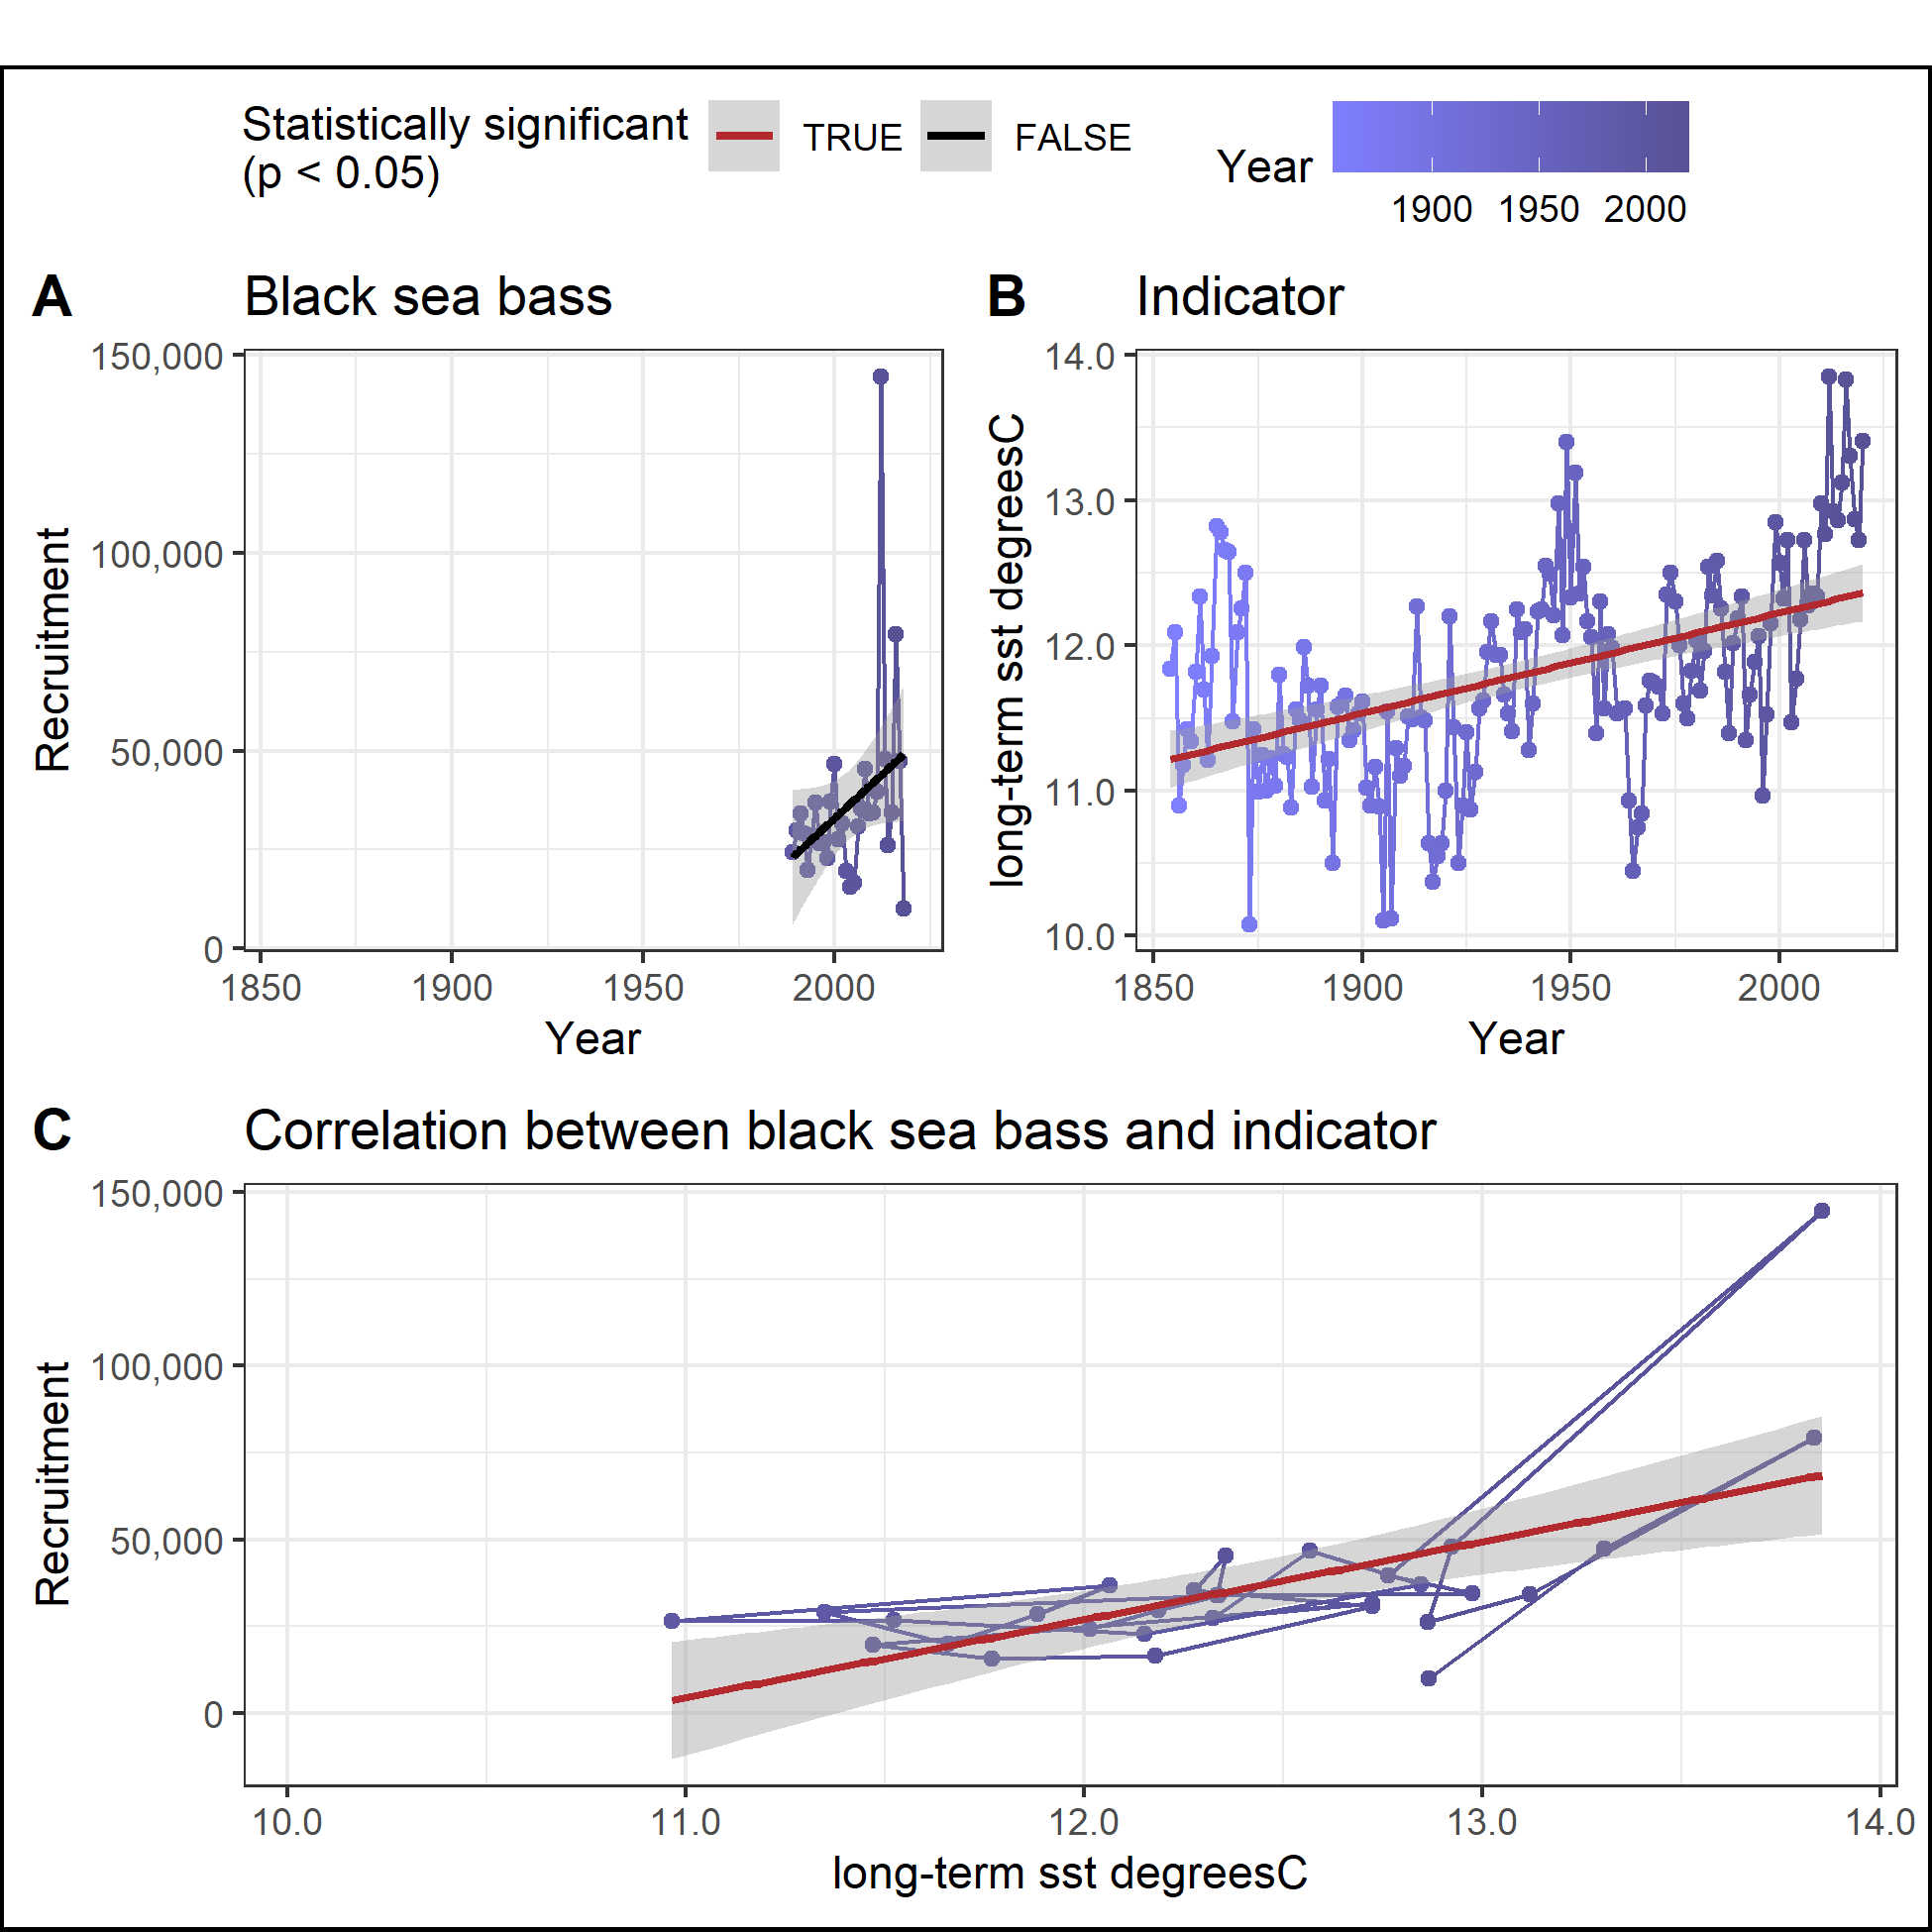 Statistically significant
(p < 0.05)
TRUE
FALSE
Year
1900
1950
2000
A
Black sea bass
150,000
100,000
50,000
0
Recruitment
1850
1900
1950
2000
Year
B
Indicator
14.0
13.0
12.0
11.0
10.0
long-term sst degreesC
1850
1900
1950
2000
Year
C
Correlation between black sea bass and indicator
150,000
100,000
50,000
0
Recruitment
10.0
11.0
12.0
13.0
14.0
long-term sst degreesC